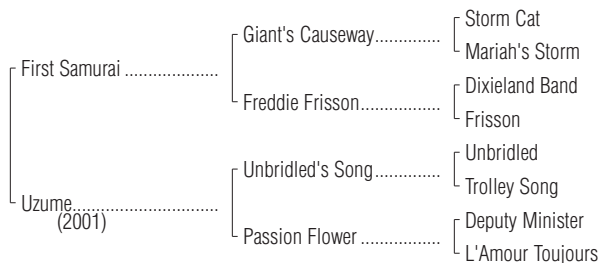 Storm Cat
Giant's Causeway..............
Mariah's Storm
First Samurai ....................
Dixieland Band
Freddie Frisson.................
Frisson
Unbridled
Unbridled's Song..............
Trolley Song
Uzume...............................
(2001)
Deputy Minister
Passion Flower .................
L'Amour Toujours